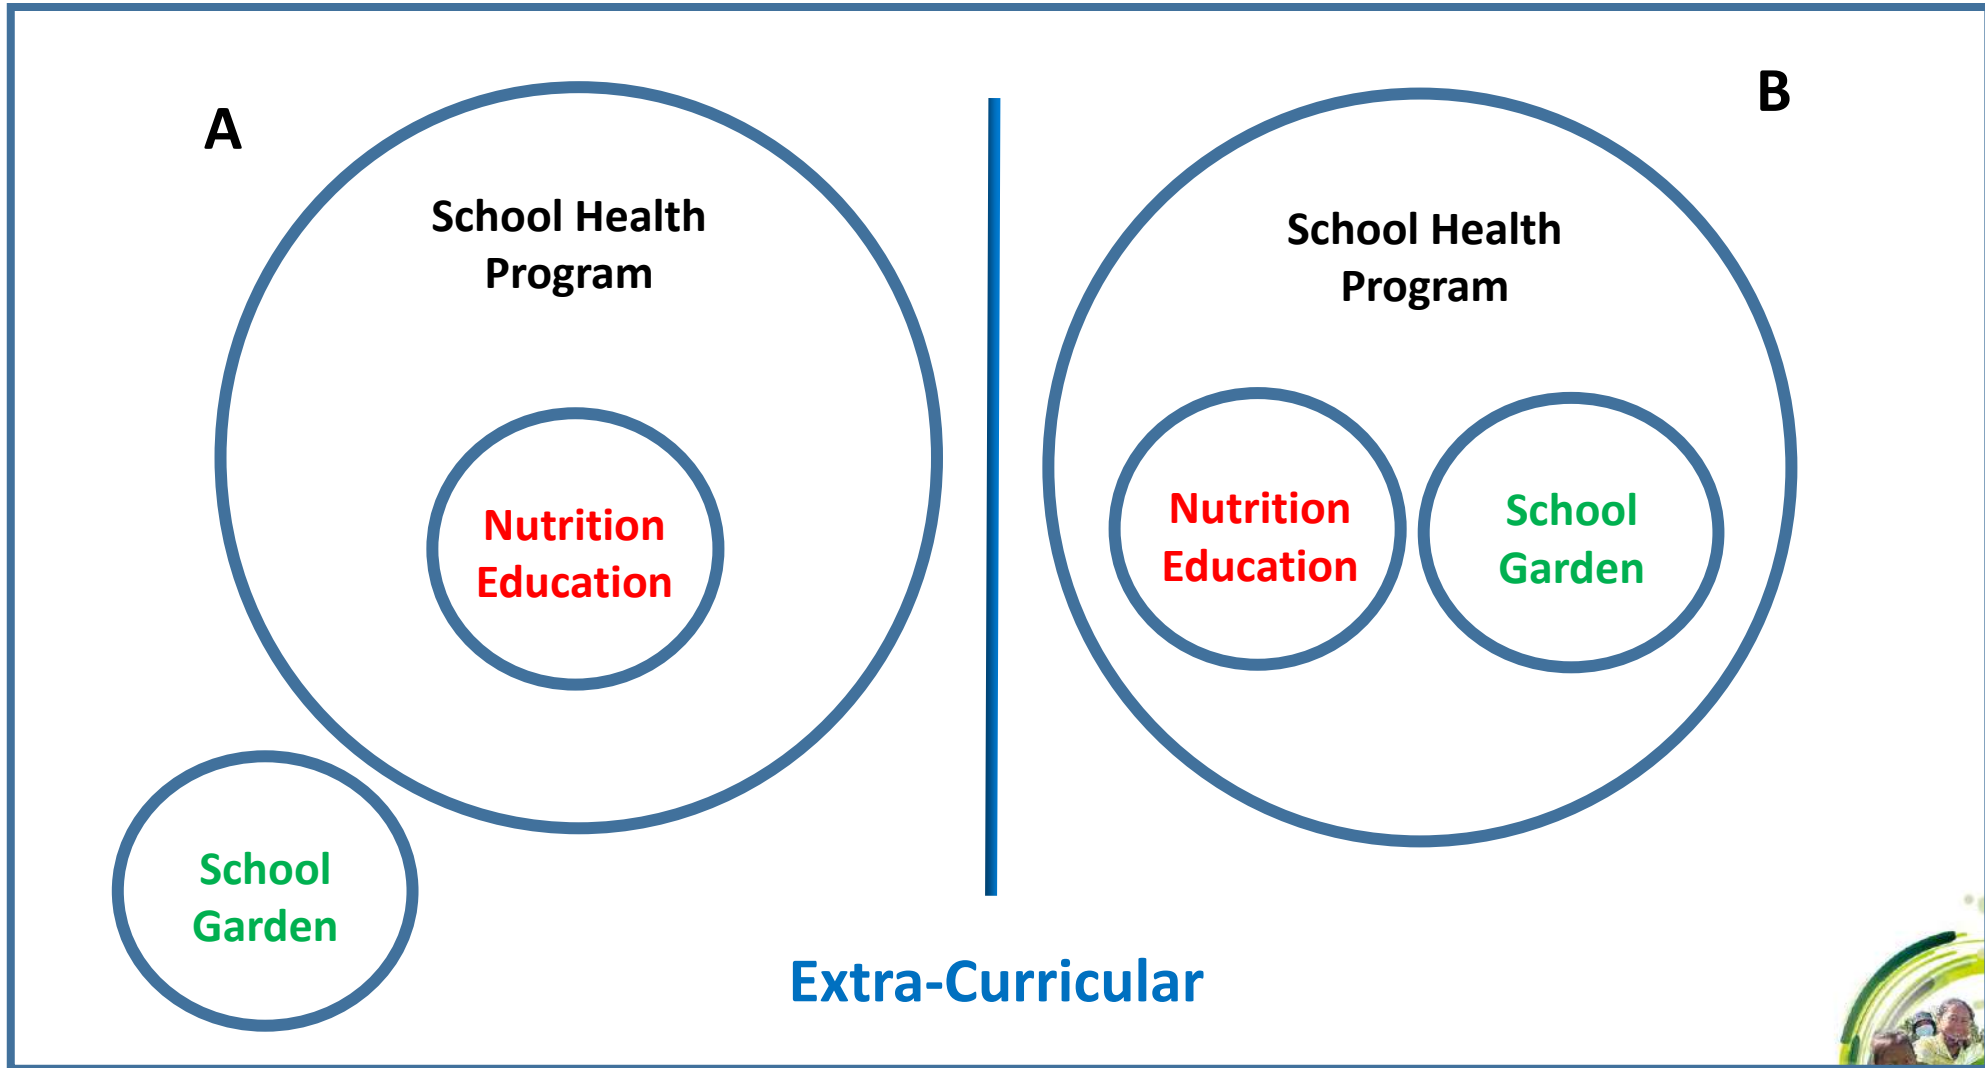 A
School Health
Program
Nutrition
Education
School
Garden
B
School Health
Program
Nutrition
Education
School
Garden
Extra-Curricular